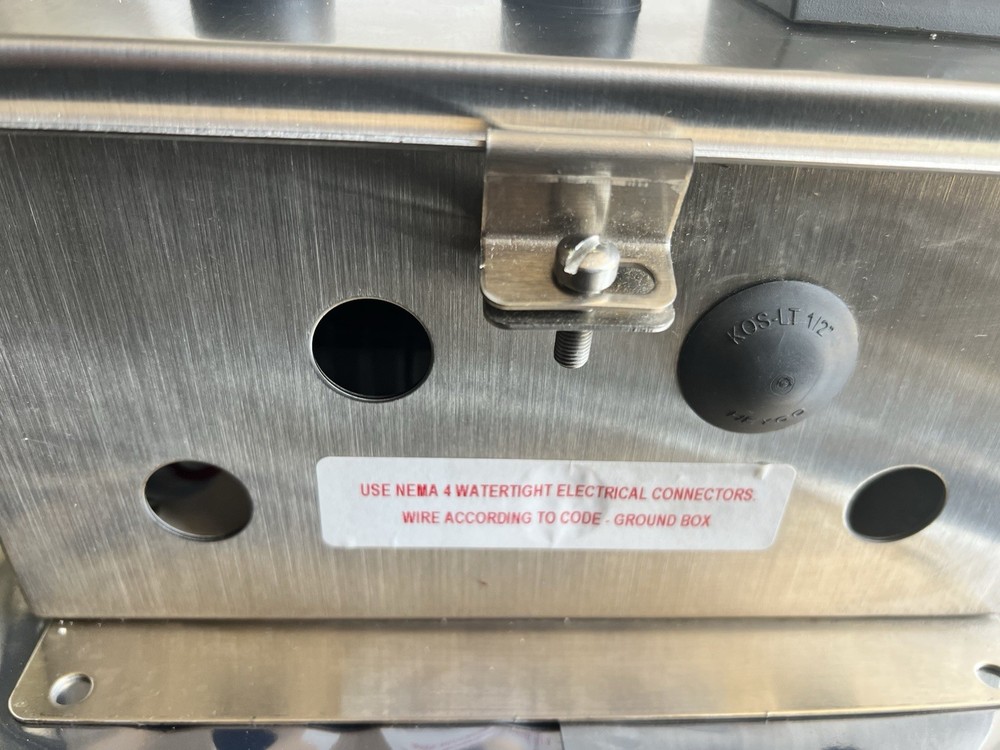 KOS-LT 1/2"
USE NEMA 4 WATERTIGHT ELECTRICAL CONNECTORS.
WIRE ACCORDING TO CODE - GROUND BOX